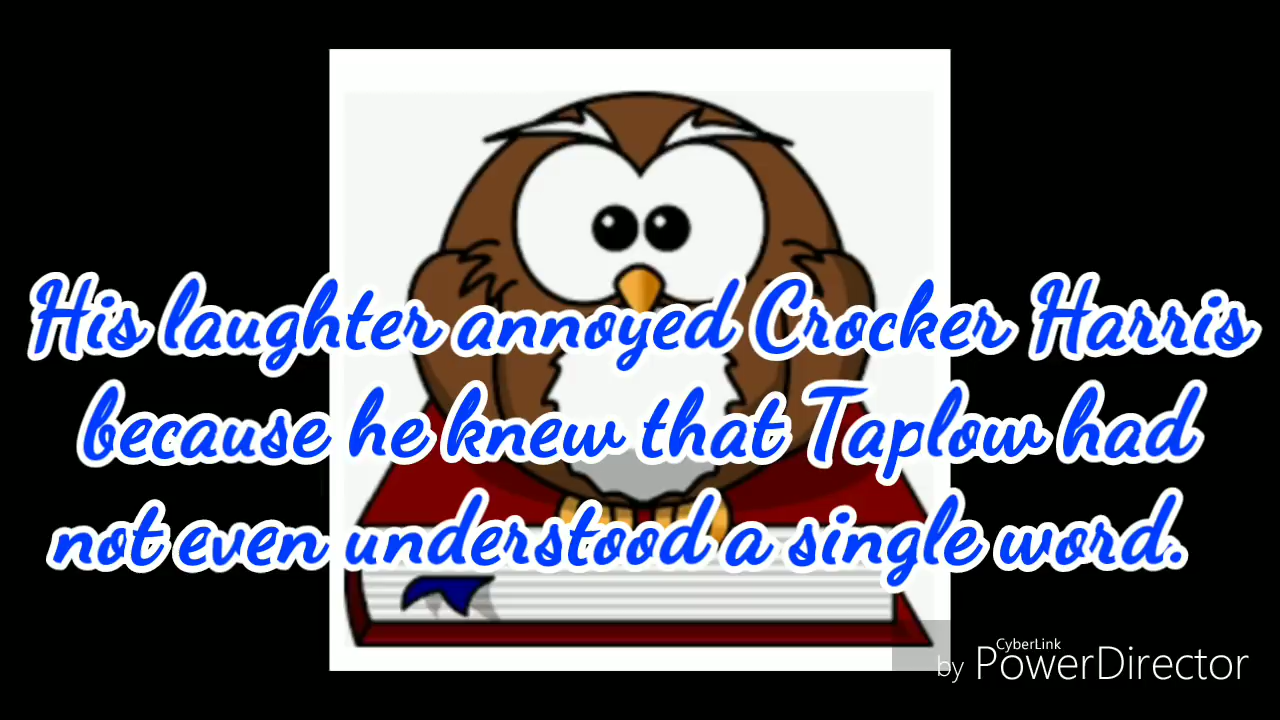 His laughter annoyed Crocker Harris
because he knew that Taplow had
not even understood a single word.
CyberLink
by PowerDirector